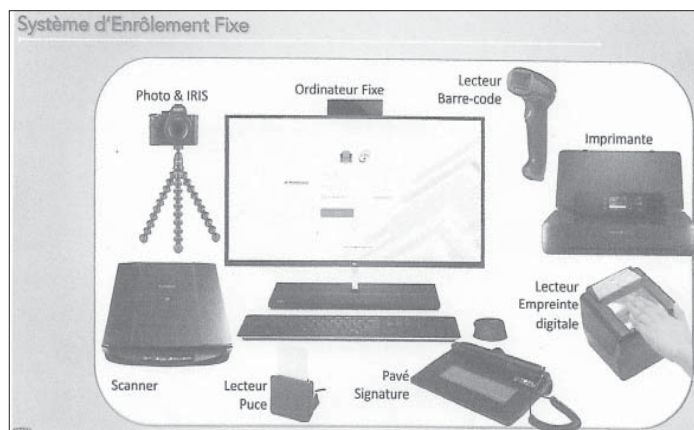 Système d'Enrôlement Fixe
Photo & IRIS
Ordinateur Fixe
Lecteur
Barre-code
Imprimante
Lecteur
Empreinte
digitale
Scanner
Lecteur
Puce
Pavé
Signature